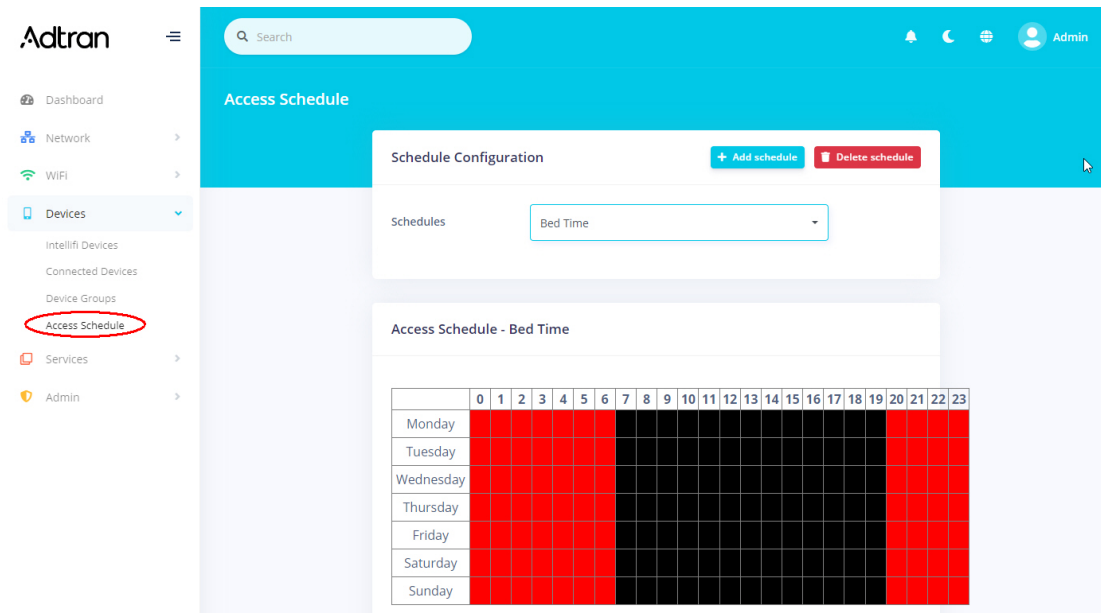 Adtran
Search
Admin
Dashboard
Network
WiFi
Devices
Intellifi Devices
Connected Devices
Device Groups
Access Schedule
Services
Admin
Access Schedule
Schedule Configuration
Add schedule
Delete schedule
Schedules
Bed Time
Access Schedule - Bed Time
0 1 2 3 4 5 6 7 8 9 10 11 12 13 14 15 16 17 18 19 20 21 22 23
Monday
Tuesday
Wednesday
Thursday
Friday
Saturday
Sunday